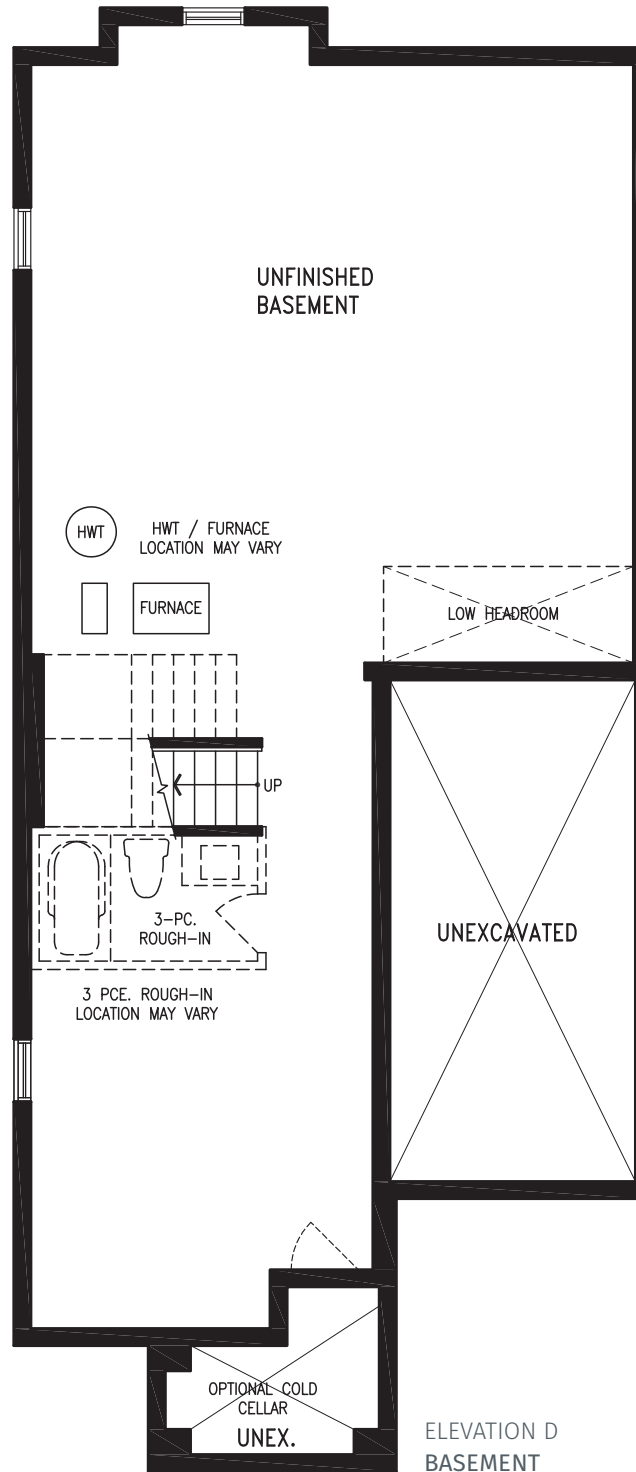 UNFINISHED
BASEMENT
HWT
HWT / FURNACE
LOCATION MAY VARY
FURNACE
LOW HEADROOM
UP
3-PC.
ROUGH-IN
UNEXCAVATED
3 PCE. ROUGH-IN
LOCATION MAY VARY
OPTIONAL COLD
CELLAR
UNEX.
ELEVATION D
BASEMENT